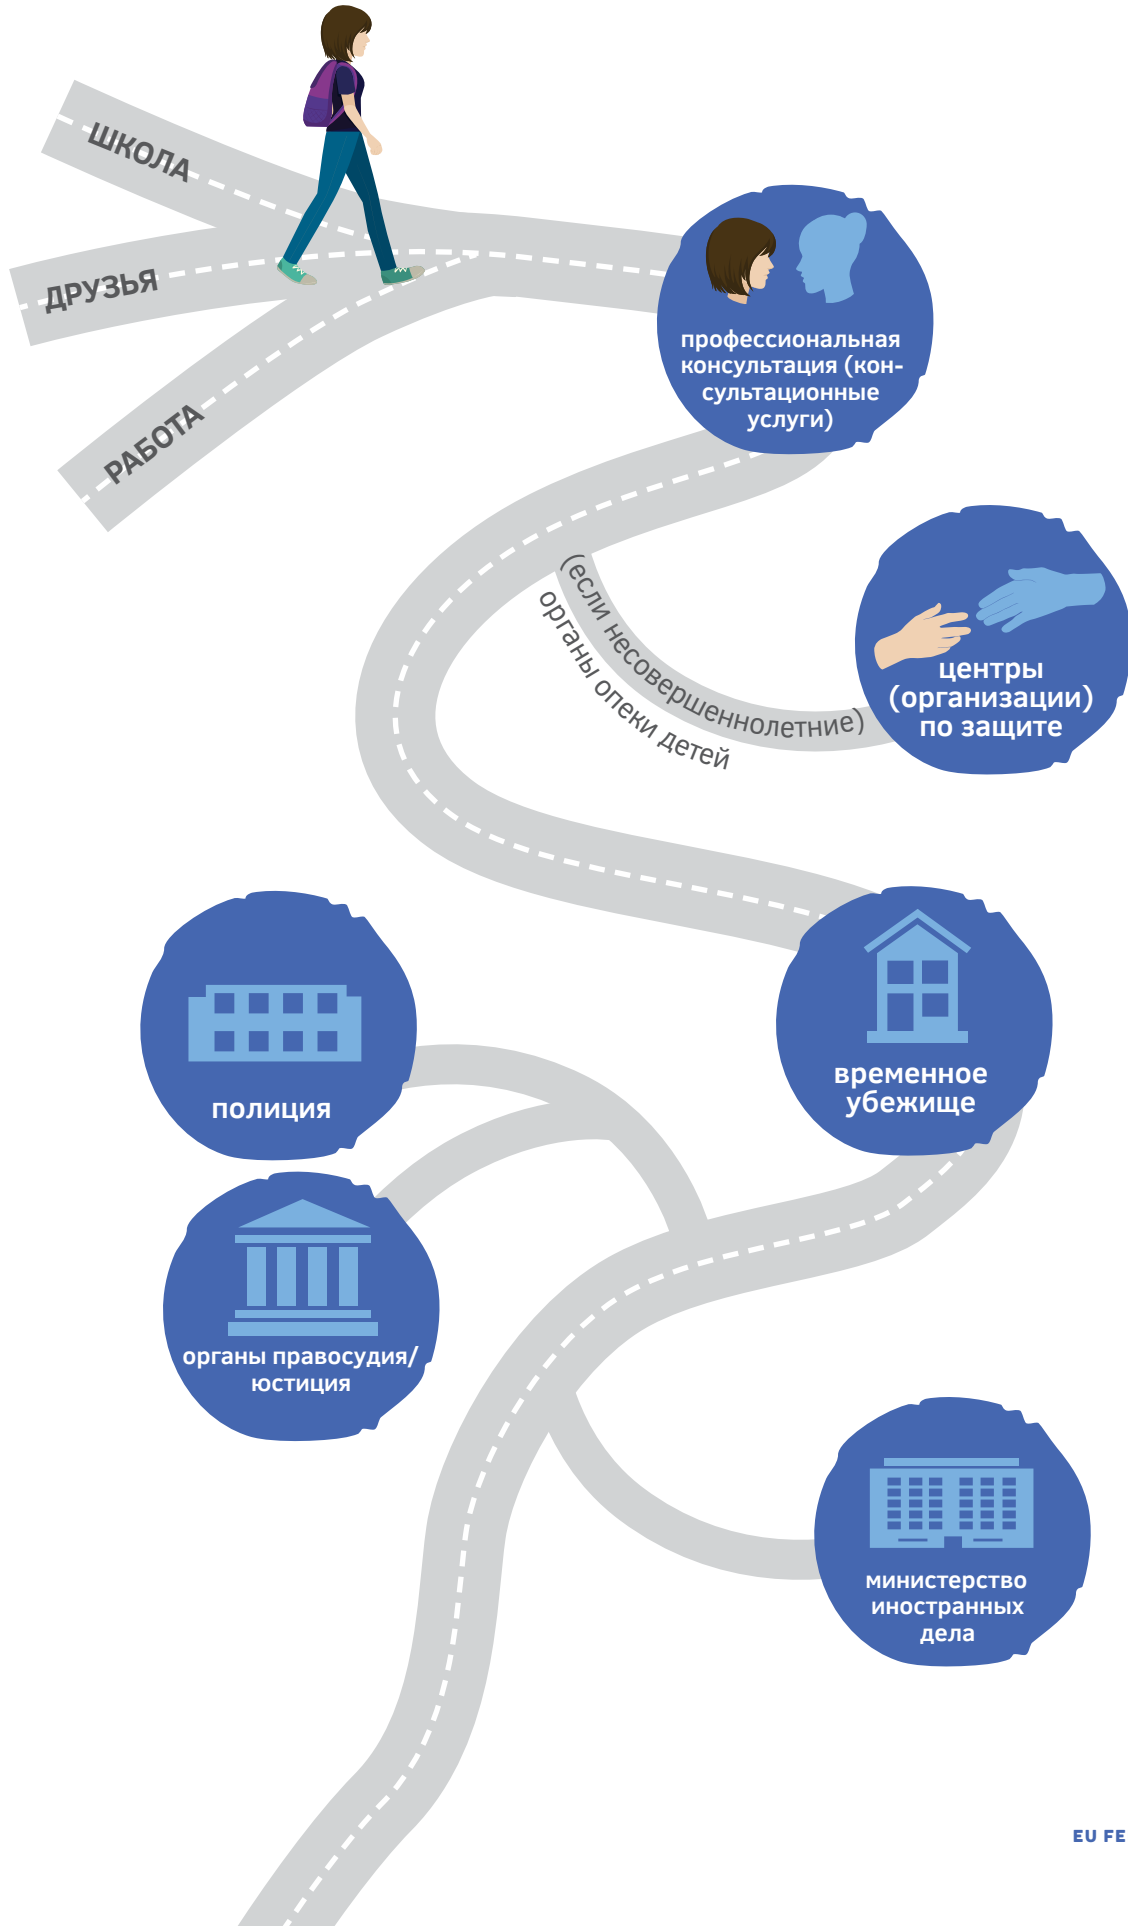 ШКОЛА
ДРУЗЬЯ
РАБОТА
профессиональная
консультация (кон-
сультационные
услуги)
(если несовершеннолетние)
органы опеки детей
центры
(организации)
по защите
временное
убежище
полиция
органы правосудия/
юстиция
министерство
иностранных
дела
EU FE